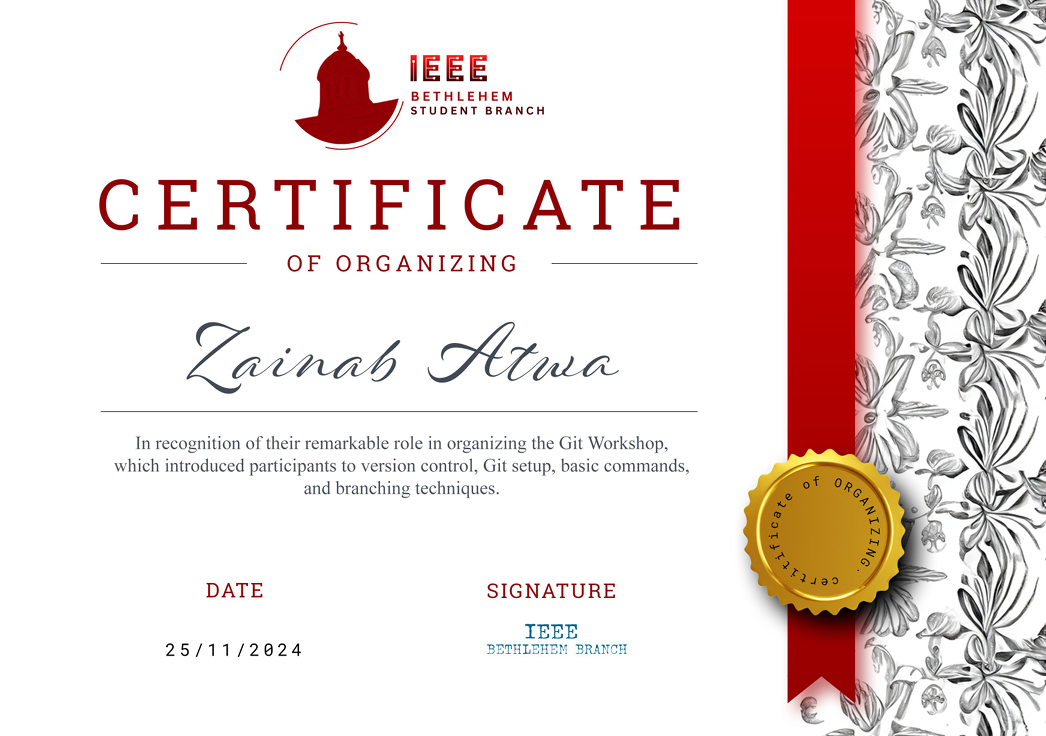 IEEE
BETHLEHEM
STUDENT BRANCH
CERTIFICATE
OF ORGANIZING
Zainab Atwa
In recognition of their remarkable role in organizing the Git Workshop,
which introduced participants to version control, Git setup, basic commands,
and branching techniques.
certificate of ORGANIZING.
DATE
SIGNATURE
25/11/2024
IEEE
BETHLEHEM BRANCH